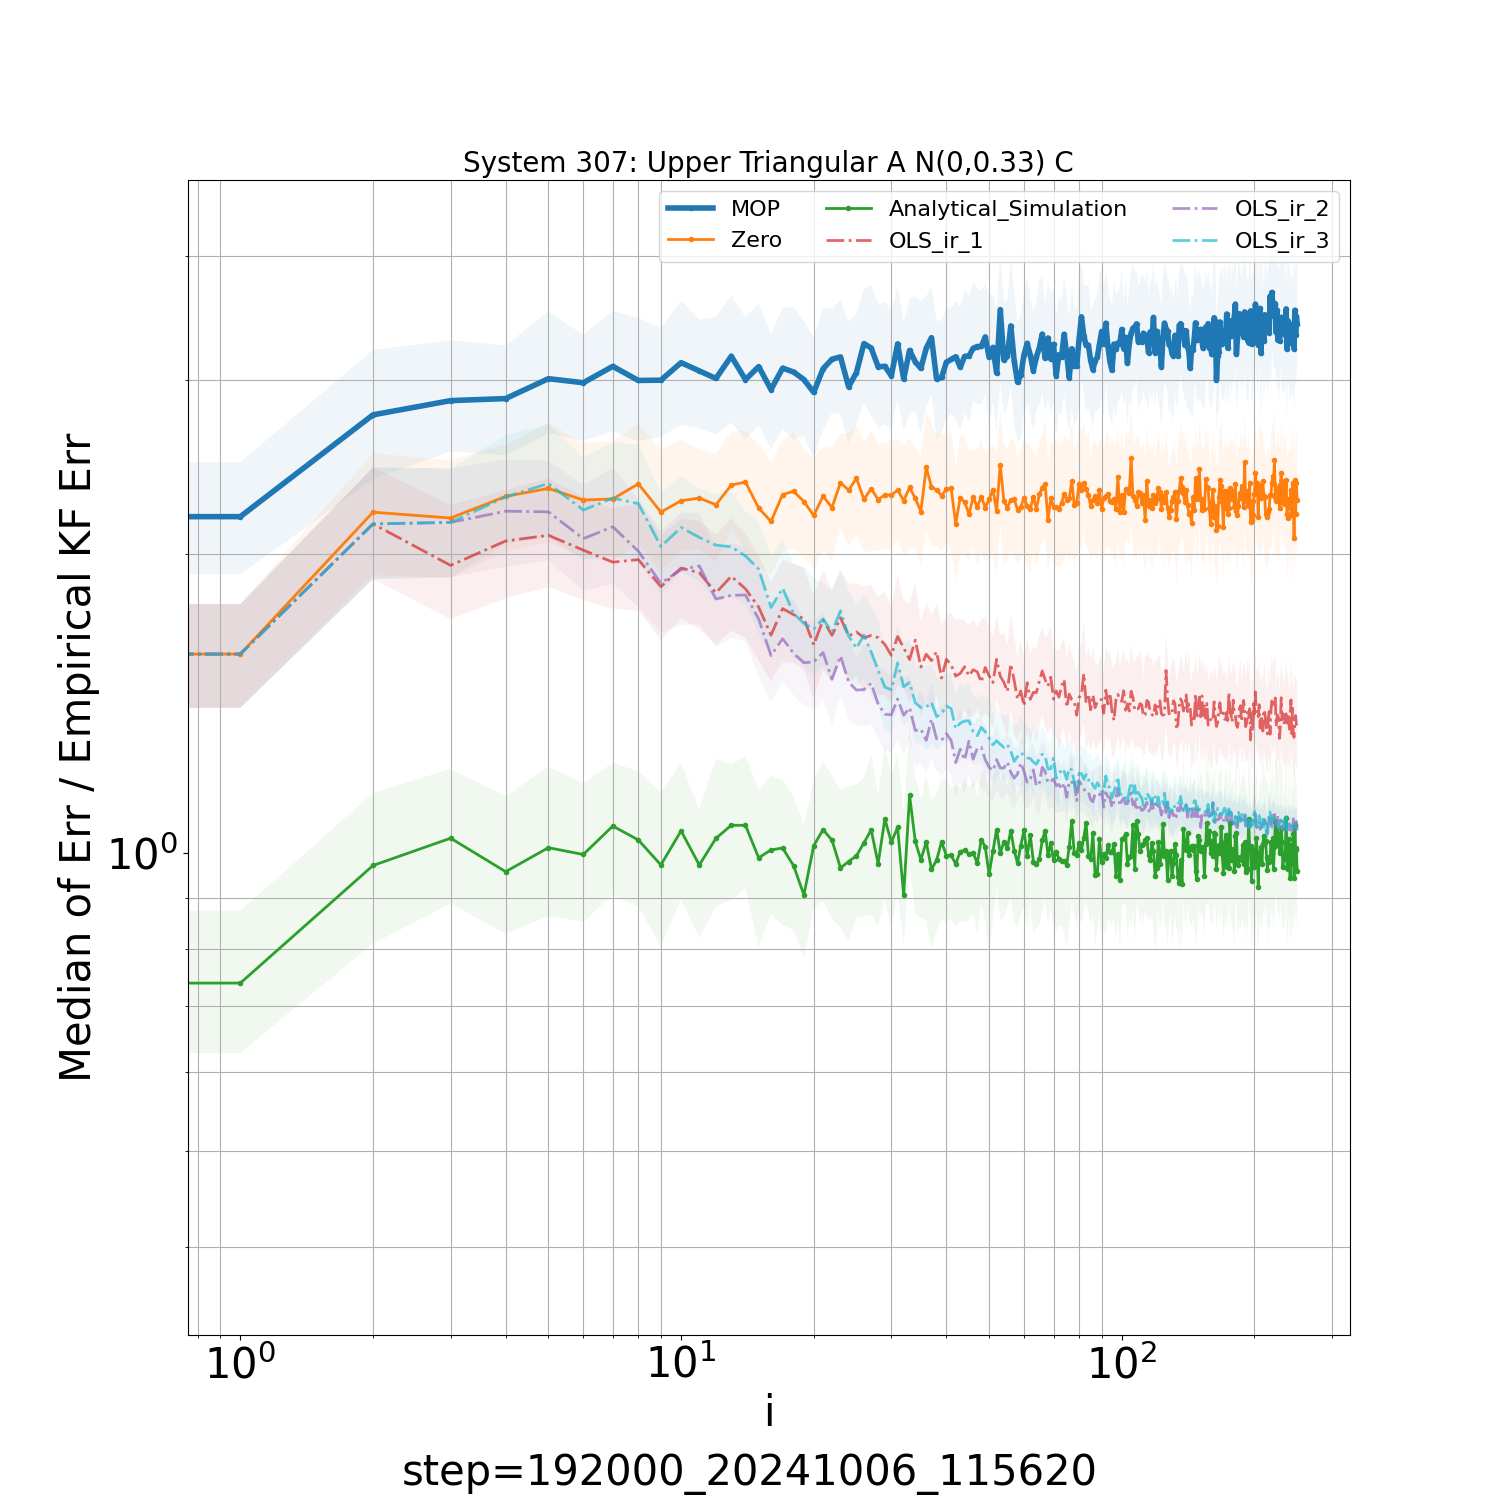 System 307: Upper Triangular A N(0,0.33) C
MOP
Zero
Analytical_Simulation
OLS_ir_1
OLS_ir_2
OLS_ir_3
Median of Err / Empirical KF Err
10⁰
10⁰
10¹
10²
i
step=192000_20241006_115620